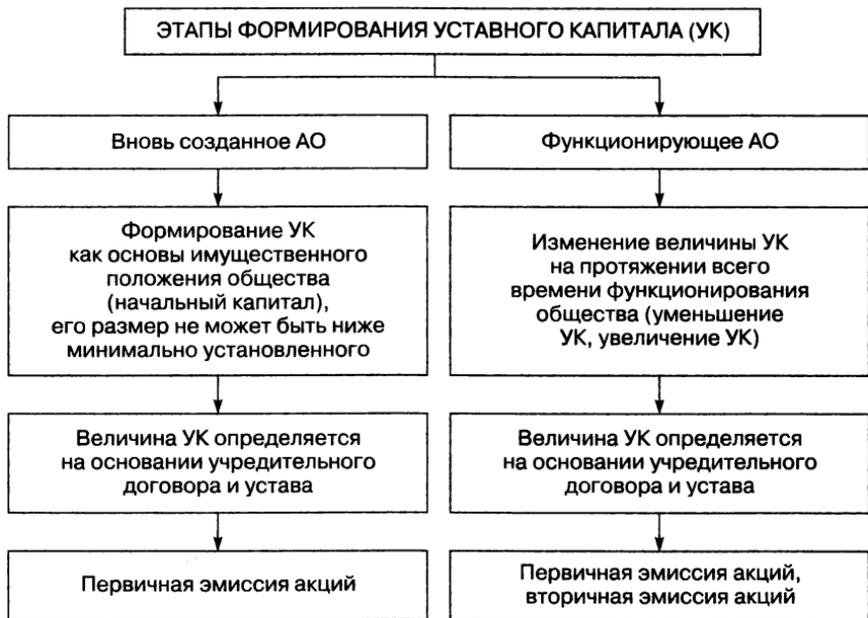 ЭТАПЫ ФОРМИРОВАНИЯ УСТАВНОГО КАПИТАЛА (УК)
Вновь созданное АО
Формирование УК
как основы имущественного
положения общества
(начальный капитал),
его размер не может быть ниже
минимально установленного
Величина УК определяется
на основании учредительного
договора и устава
Первичная эмиссия акций
Функционирующее АО
Изменение величины УК
на протяжении всего
времени функционирования
общества (уменьшение
УК, увеличение УК)
Величина УК определяется
на основании учредительного
договора и устава
Первичная эмиссия акций,
вторичная эмиссия акций